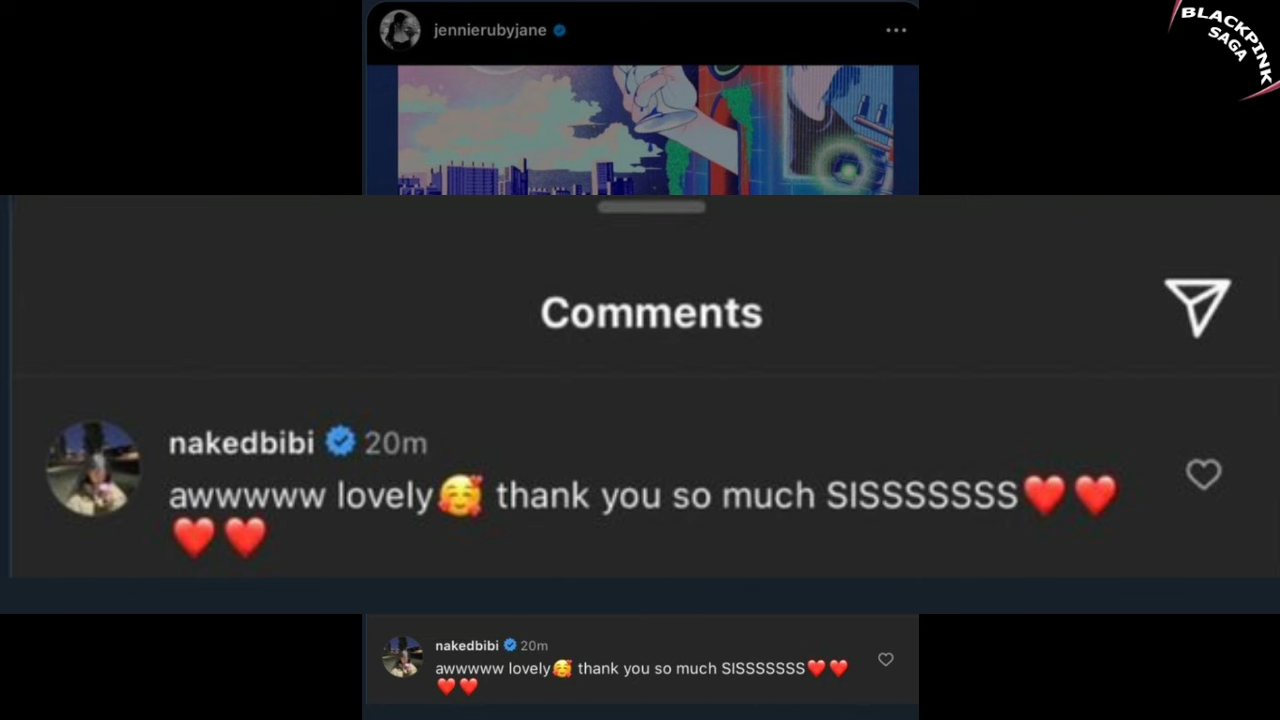 jennierubyjane
BLACKPINK
SAGA
Comments
nakedbibi 20m
awwwww lovely🥰 thank you so much SISSSSSSS❤️❤️
❤️❤️
nakedbibi 20m
awwwww lovely🥰 thank you so much SISSSSSSS❤️❤️
❤️❤️